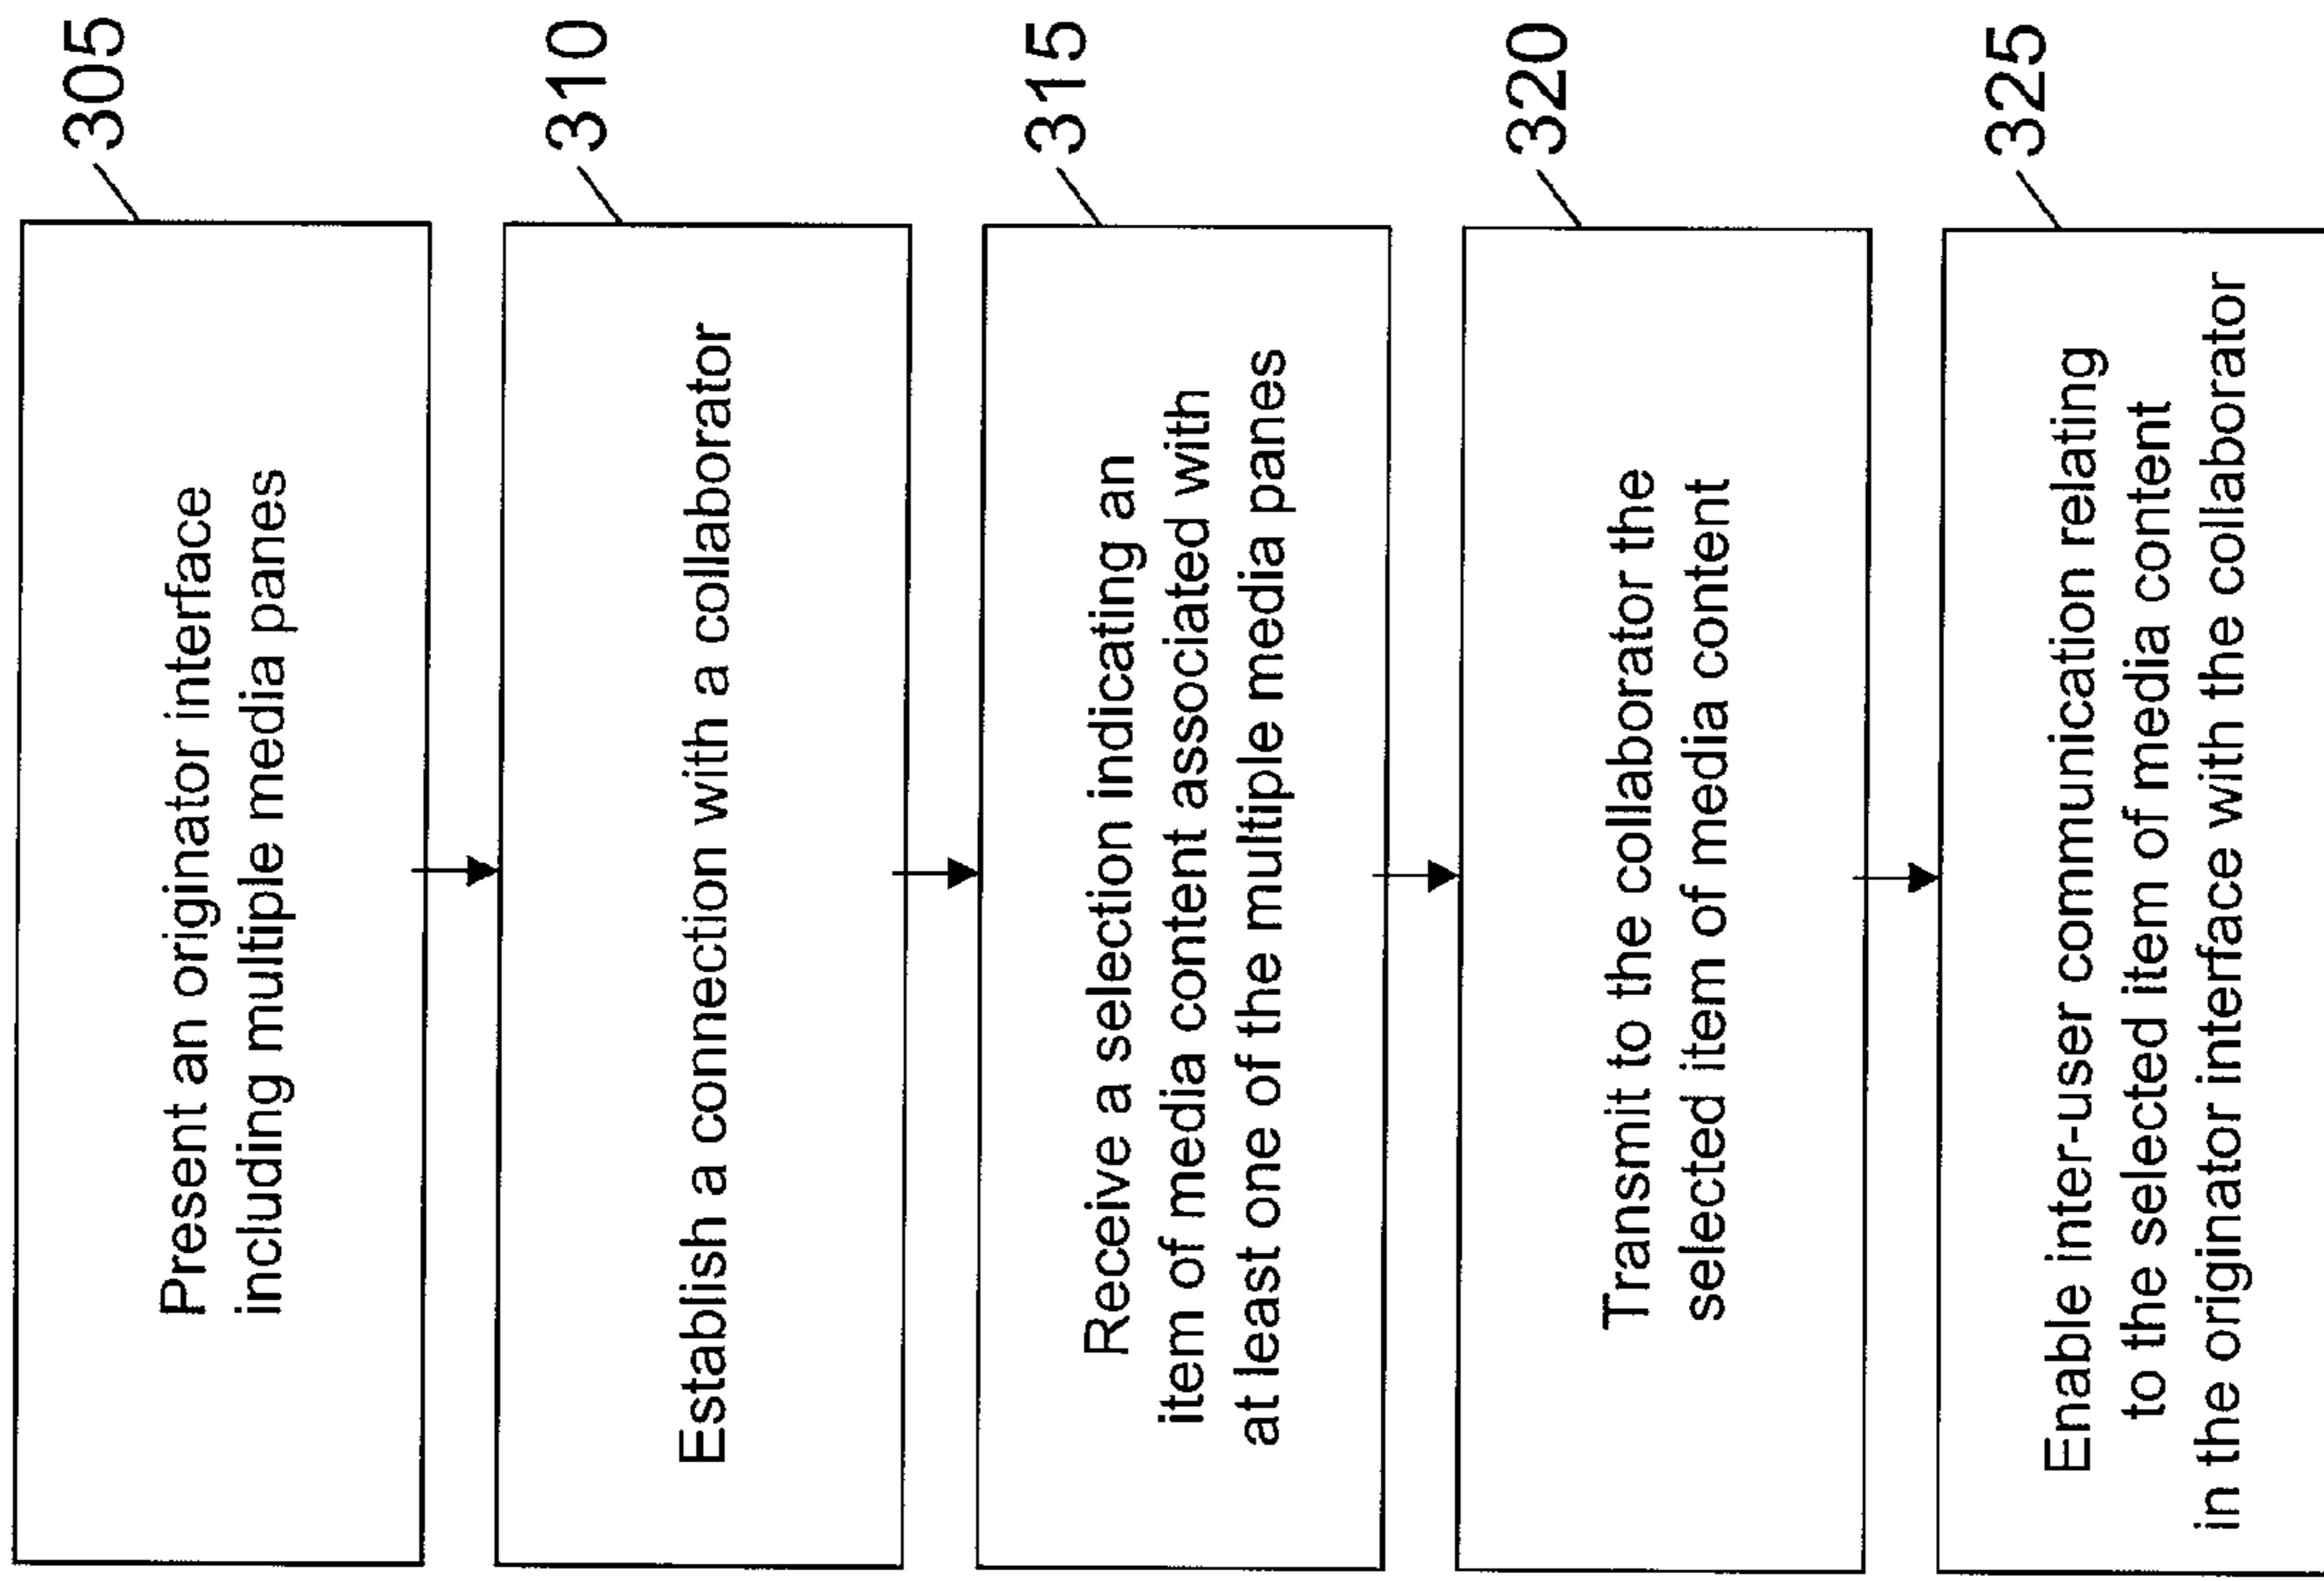 305
Present an originator interface
including multiple media panes
310
Establish a connection with a collaborator
315
Receive a selection indicating an
item of media content associated with
at least one of the multiple media panes
320
Transmit to the collaborator the
selected item of media content
325
Enable inter-user communication relating
to the selected item of media content
in the originator interface with the collaborator